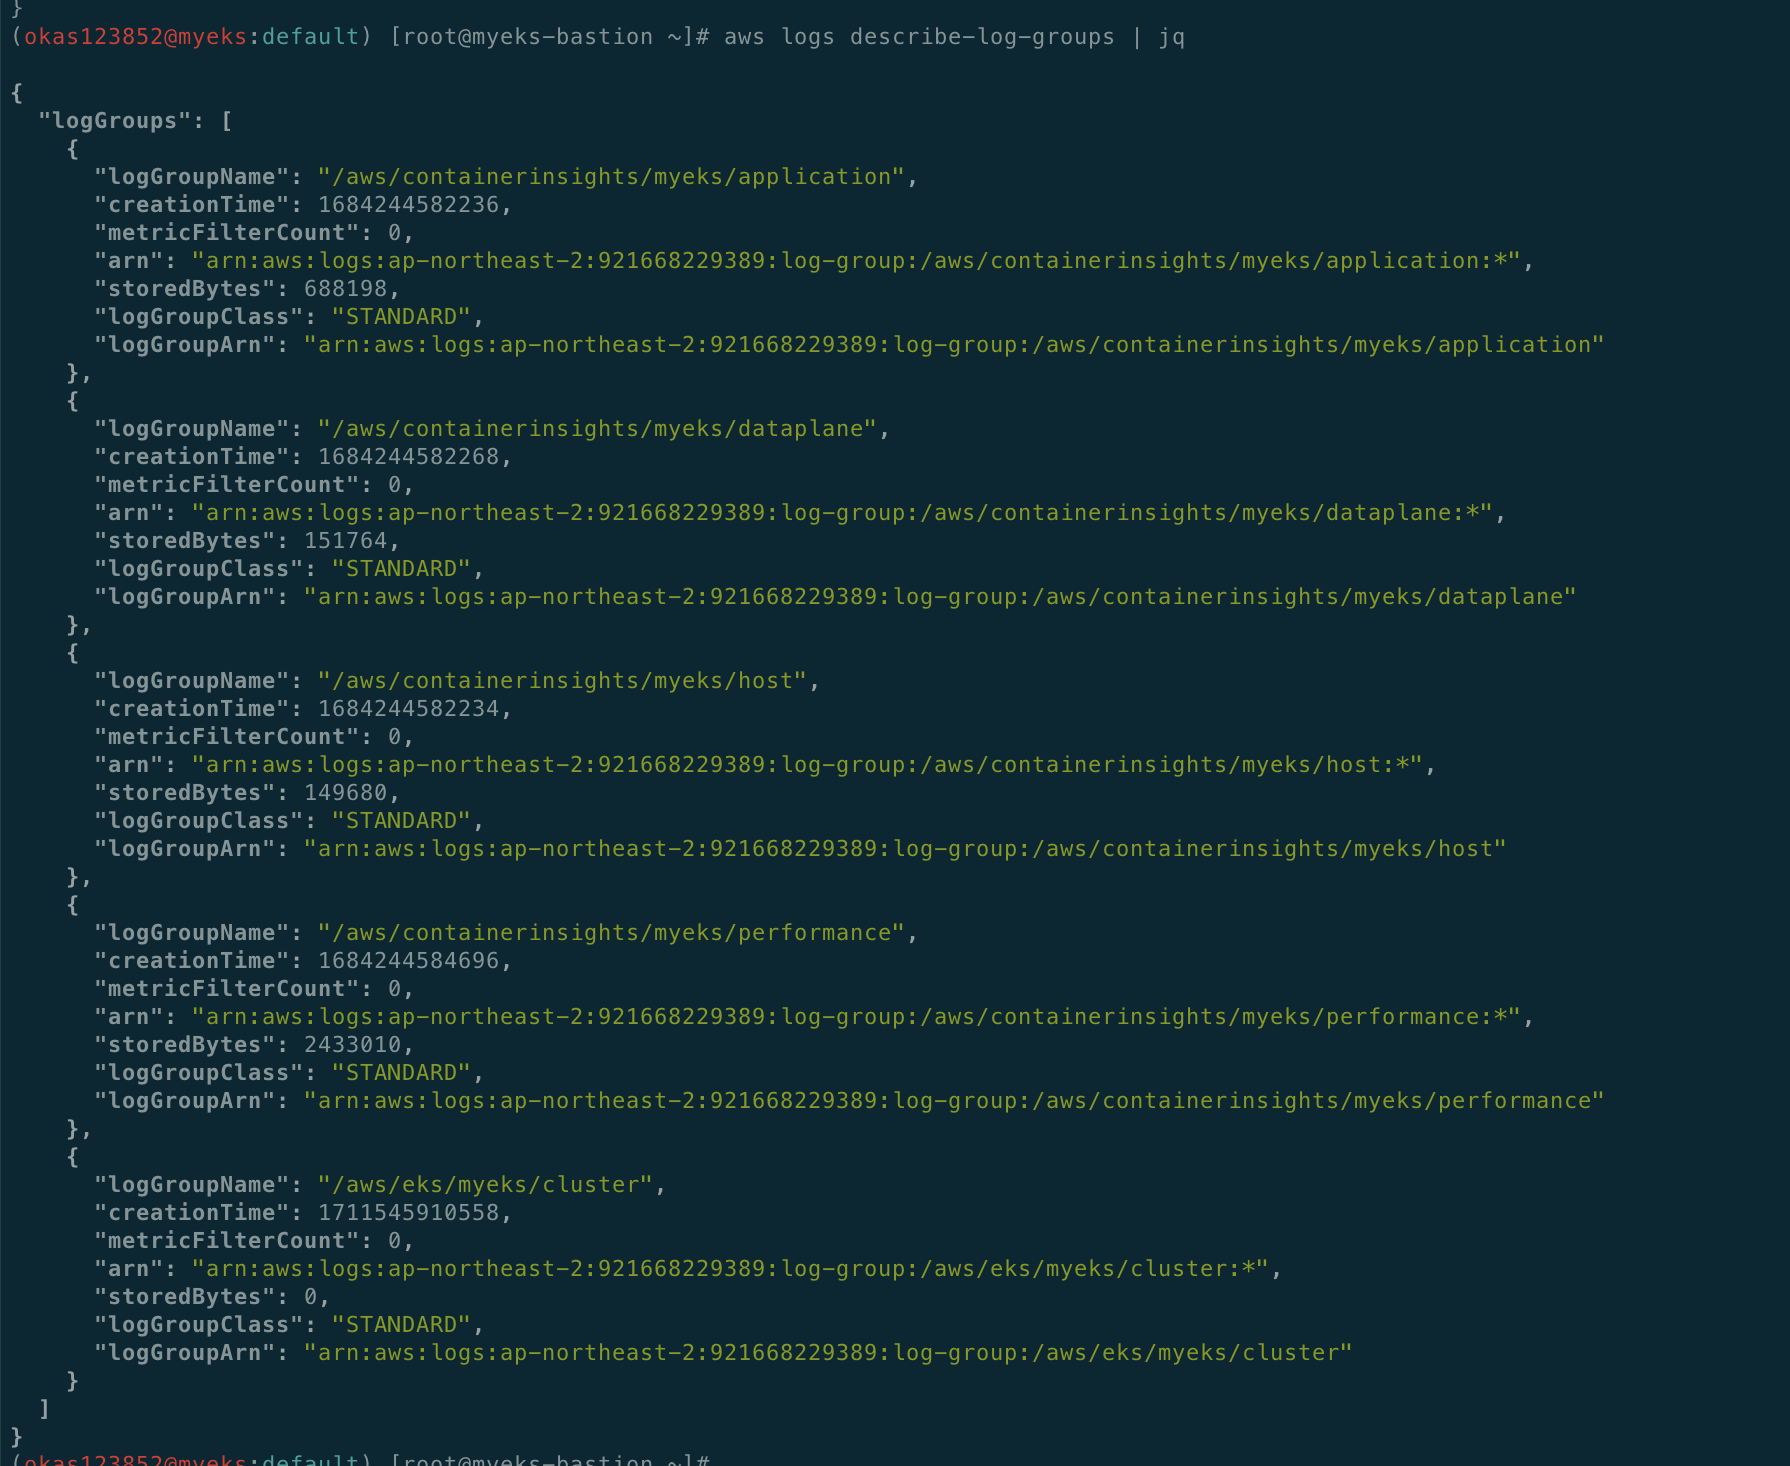 }
(okas123852@myeks:default) [root@myeks-bastion ~]# aws logs describe-log-groups | jq
{
  "logGroups": [
    {
      "logGroupName": "/aws/containerinsights/myeks/application",
      "creationTime": 1684244582236,
      "metricFilterCount": 0,
      "arn": "arn:aws:logs:ap-northeast-2:921668229389:log-group:/aws/containerinsights/myeks/application:*",
      "storedBytes": 688198,
      "logGroupClass": "STANDARD",
      "logGroupArn": "arn:aws:logs:ap-northeast-2:921668229389:log-group:/aws/containerinsights/myeks/application"
    },
    {
      "logGroupName": "/aws/containerinsights/myeks/dataplane",
      "creationTime": 1684244582268,
      "metricFilterCount": 0,
      "arn": "arn:aws:logs:ap-northeast-2:921668229389:log-group:/aws/containerinsights/myeks/dataplane:*",
      "storedBytes": 151764,
      "logGroupClass": "STANDARD",
      "logGroupArn": "arn:aws:logs:ap-northeast-2:921668229389:log-group:/aws/containerinsights/myeks/dataplane"
    },
    {
      "logGroupName": "/aws/containerinsights/myeks/host",
      "creationTime": 1684244582234,
      "metricFilterCount": 0,
      "arn": "arn:aws:logs:ap-northeast-2:921668229389:log-group:/aws/containerinsights/myeks/host:*",
      "storedBytes": 149680,
      "logGroupClass": "STANDARD",
      "logGroupArn": "arn:aws:logs:ap-northeast-2:921668229389:log-group:/aws/containerinsights/myeks/host"
    },
    {
      "logGroupName": "/aws/containerinsights/myeks/performance",
      "creationTime": 1684244584696,
      "metricFilterCount": 0,
      "arn": "arn:aws:logs:ap-northeast-2:921668229389:log-group:/aws/containerinsights/myeks/performance:*",
      "storedBytes": 2433010,
      "logGroupClass": "STANDARD",
      "logGroupArn": "arn:aws:logs:ap-northeast-2:921668229389:log-group:/aws/containerinsights/myeks/performance"
    },
    {
      "logGroupName": "/aws/eks/myeks/cluster",
      "creationTime": 1711545910558,
      "metricFilterCount": 0,
      "arn": "arn:aws:logs:ap-northeast-2:921668229389:log-group:/aws/eks/myeks/cluster:*",
      "storedBytes": 0,
      "logGroupClass": "STANDARD",
      "logGroupArn": "arn:aws:logs:ap-northeast-2:921668229389:log-group:/aws/eks/myeks/cluster"
    }
  ]
}
(okas123852@myeks:default) [root@myeks-bastion ~]#